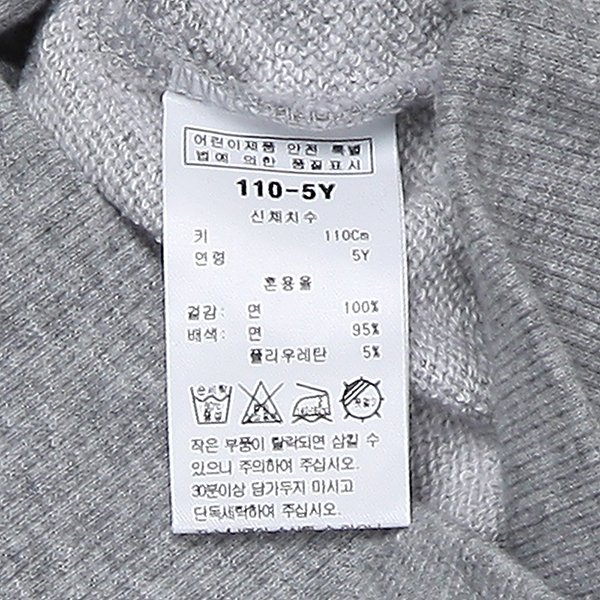 어린이제품 안전 특별
법에 의한 품질표시
110-5Y
신체치수
키 110Cm
연령 5Y
혼용율
겉감: 면 100%
배색: 면 95%
폴리우레탄 5%
손세탁
작은 부품이 탈락되면 삼킬 수
있으니 주의하여 주십시오.
30분이상 담가두지 마시고
단독세탁하여 주십시오.